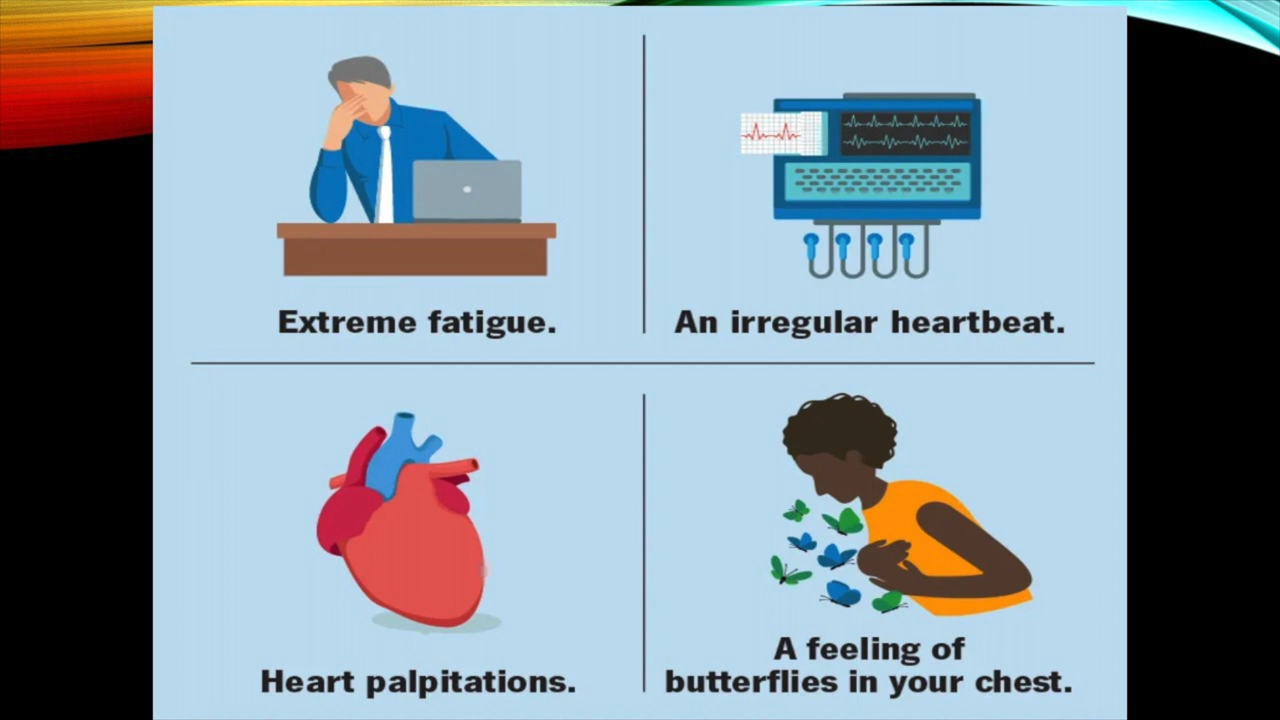 Extreme fatigue.
An irregular heartbeat.
Heart palpitations.
A feeling of
butterflies in your chest.